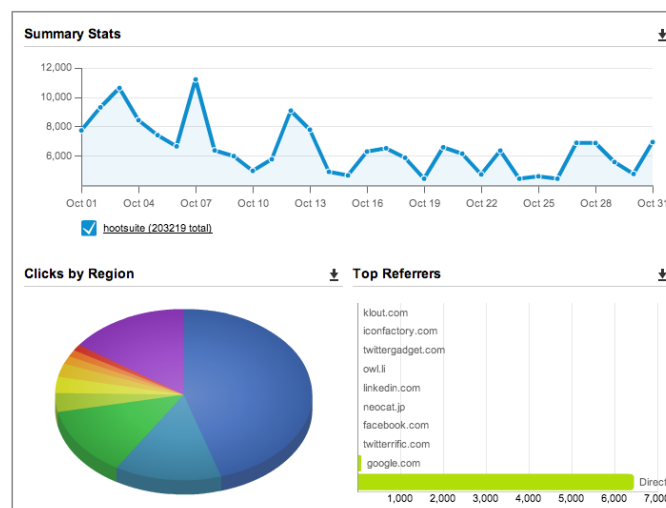 Summary Stats
12,000
10,000
8,000
6,000
Oct 01 Oct 04 Oct 07 Oct 10 Oct 13 Oct 16 Oct 19 Oct 22 Oct 25 Oct 28 Oct 31
hootsuite (203219 total)
Clicks by Region
Top Referrers
klout.com
iconfactory.com
twittergadget.com
owl.li
linkedin.com
neocat.jp
facebook.com
twitterrific.com
google.com
Direct
1,000 2,000 3,000 4,000 5,000 6,000 7,000